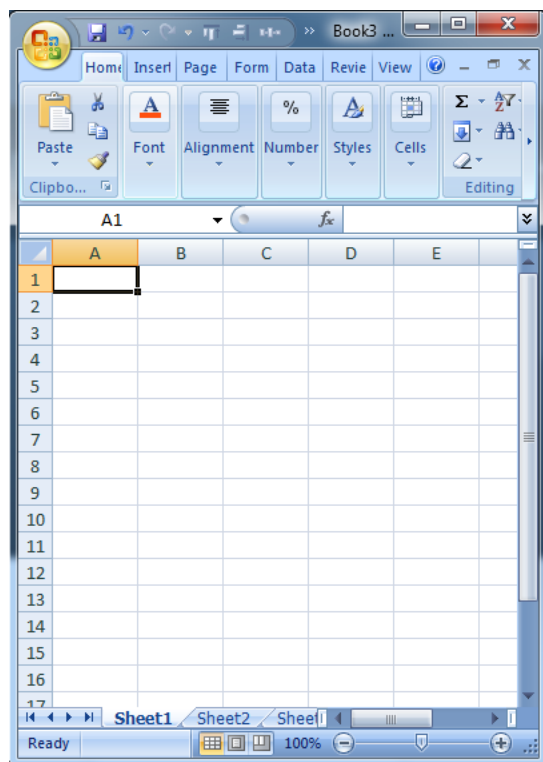 Book3 ...
Home Insert Page Form Data Revie View
Paste Font Alignment Number Styles Cells
Clipbo... Editing
A1 fx
A B C D E
1
2
3
4
5
6
7
8
9
10
11
12
13
14
15
16
17
Sheet1 Sheet2 Sheet
Ready 100%